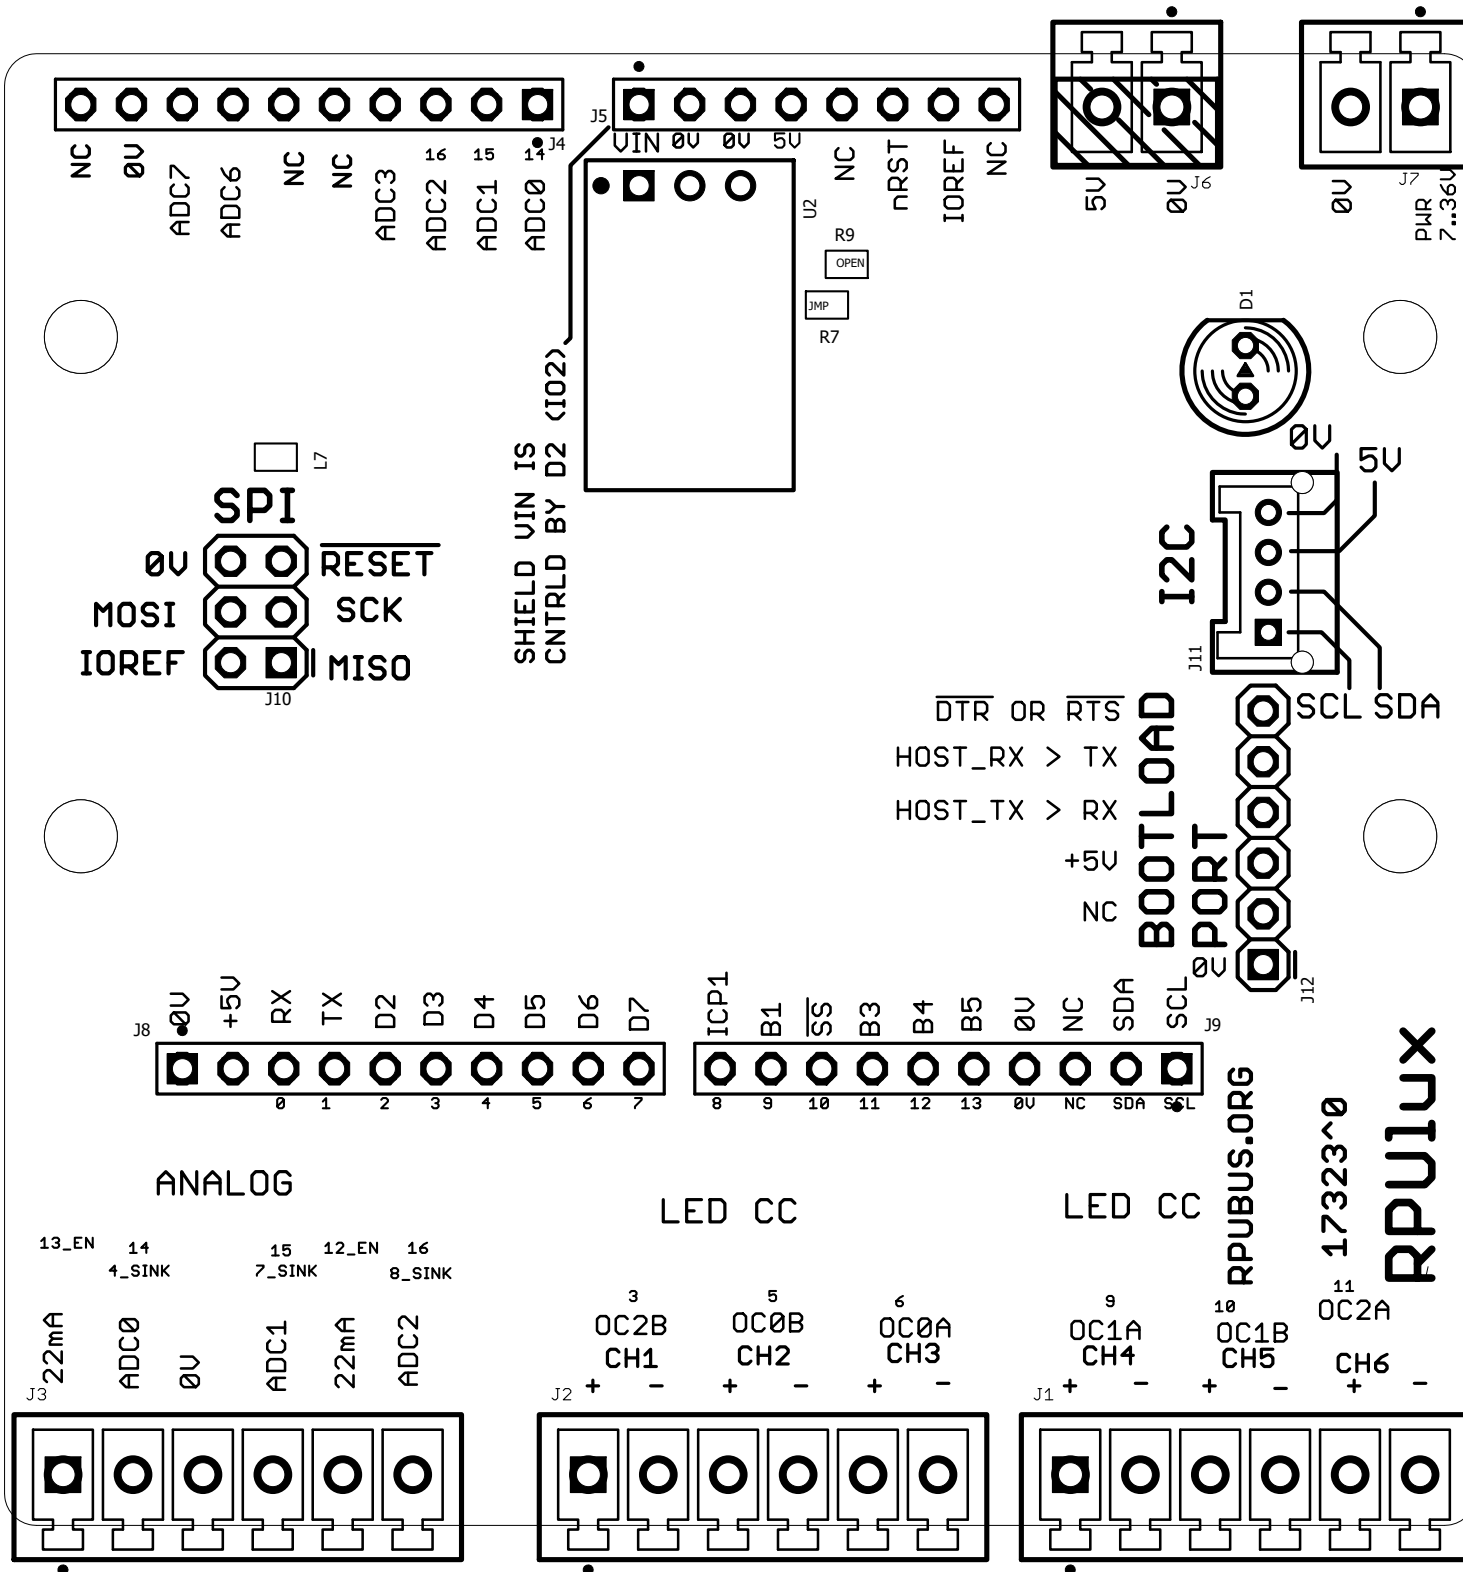 J5
J4
VIN 0V 0V 5V NC nRST IOREF NC
NC 0V ADC7 ADC6 NC NC ADC3 ADC2 ADC1 ADC0
16 15 14
5V 0V
J6
0V
J7
PWR
7..36V
U2
R9
OPEN
JMP
R7
D1
SHIELD VIN IS
CNTRLD BY D2 (IO2)
L7
SPI
0V RESET
MOSI SCK
IOREF MISO
J10
0V
5V
I2C
J11
SCL SDA
DTR OR RTS
HOST_RX > TX
HOST_TX > RX
+5V
NC
0V
BOOTLOAD
PORT
J12
J8
0V +5V RX TX D2 D3 D4 D5 D6 D7
0 1 2 3 4 5 6 7
ICP1 B1 SS B3 B4 B5 0V NC SDA SCL
J9
8 9 10 11 12 13 0V NC SDA SCL
RPUBUS.ORG
17323^0
RPUlux
ANALOG
LED CC
LED CC
13_EN 14 15 12_EN 16
4_SINK 7_SINK 8_SINK
22mA ADC0 0V ADC1 22mA ADC2
J3
3 5 6
OC2B OC0B OC0A
CH1 CH2 CH3
+ - + - + -
J2
9 10 11
OC1A OC1B OC2A
CH4 CH5 CH6
+ - + - + -
J1